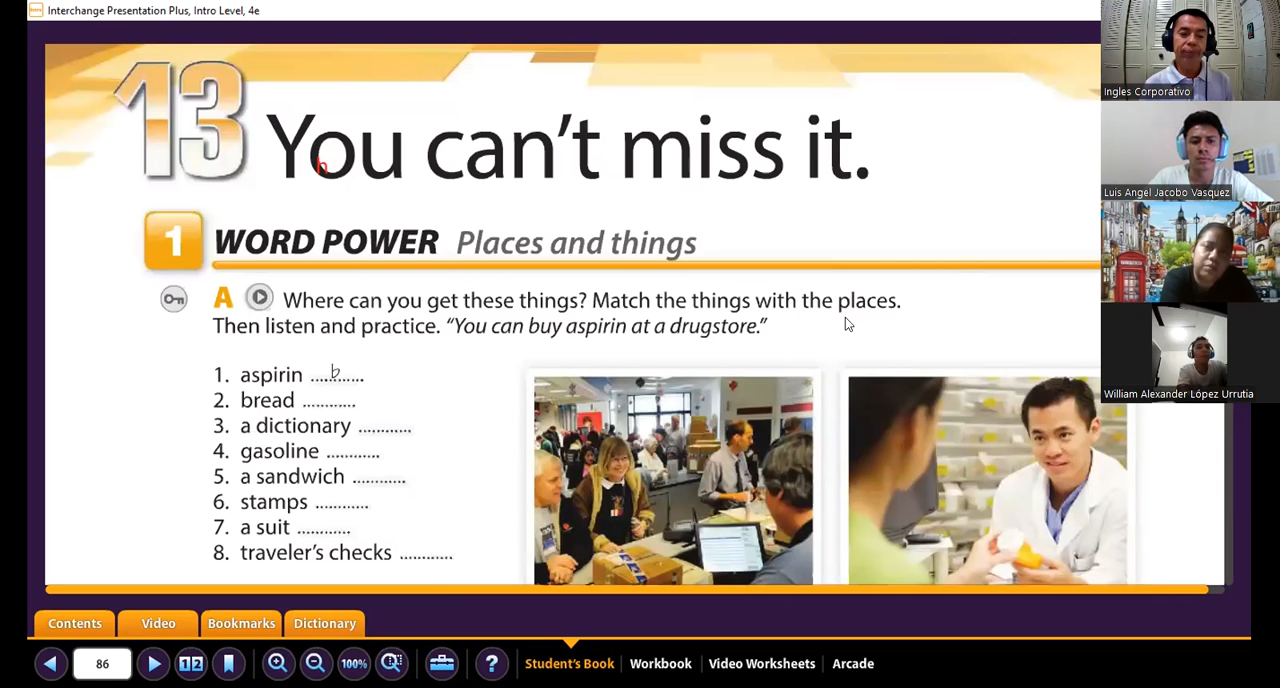 Interchange Presentation Plus, Intro Level, 4e
13 You can't miss it.
h
1 WORD POWER Places and things
A Where can you get these things? Match the things with the places.
Then listen and practice. "You can buy aspirin at a drugstore."
1. aspirin .....b.......
2. bread ............
3. a dictionary ............
4. gasoline ............
5. a sandwich ............
6. stamps ............
7. a suit ............
8. traveler's checks ............
Ingles Corporativo
Luis Angel Jacobo Vasquez
William Alexander López Urrutia
Contents Video Bookmarks Dictionary
86 1 2 100% ? Student's Book Workbook Video Worksheets Arcade